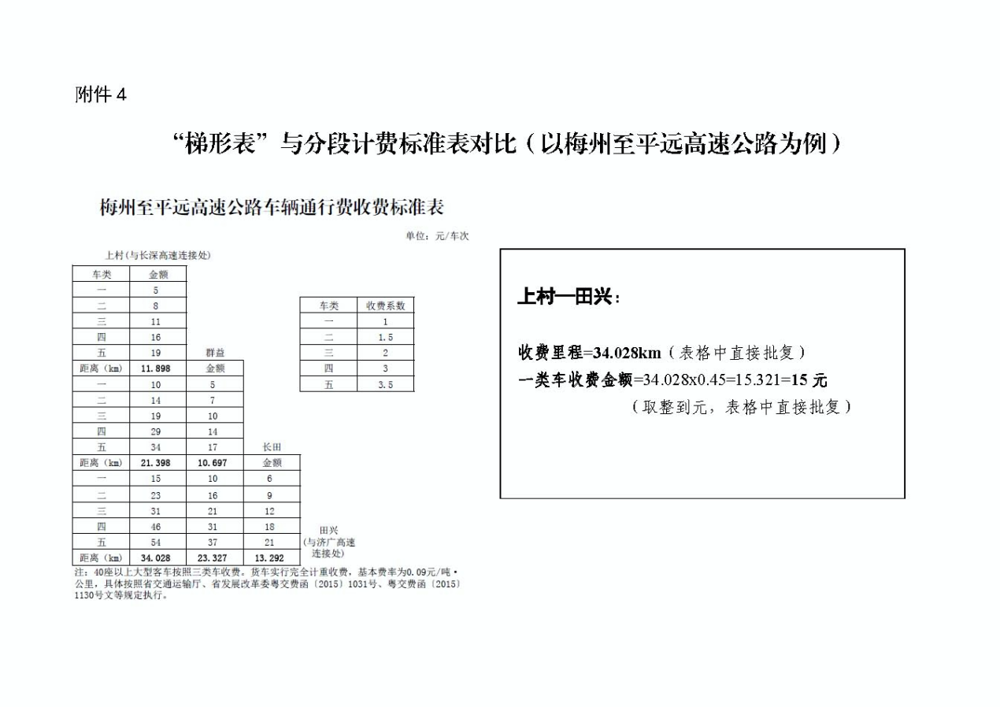 附件 4
“梯形表”与分段计费标准表对比（以梅州至平远高速公路为例）
梅州至平远高速公路车辆通行费收费标准表
单位：元/车次
上村(与长深高速连接处)
车类 金额
一 5
二 8
三 11
四 16
五 19 群益
距离（km） 11.898 金额
一 10 5
二 14 7
三 19 10
四 29 14
五 34 17 长田
距离（km） 21.398 10.697 金额
一 15 10 6
二 23 16 9
三 31 21 12
四 46 31 18
五 54 37 21
距离（km） 34.028 23.327 13.292
田兴
(与济广高速
连接处)
注：40座以上大型客车按照三类车收费。货车实行完全计重收费，基本费率为0.09元/吨·
公里，具体按照省交通运输厅、省发展改革委粤交费函〔2015〕1031号、粤交费函〔2015〕
1130号文等规定执行。
车类 收费系数
一 1
二 1.5
三 2
四 3
五 3.5
上村—田兴：
收费里程=34.028km（表格中直接批复）
一类车收费金额=34.028x0.45=15.321=15 元
（取整到元，表格中直接批复）